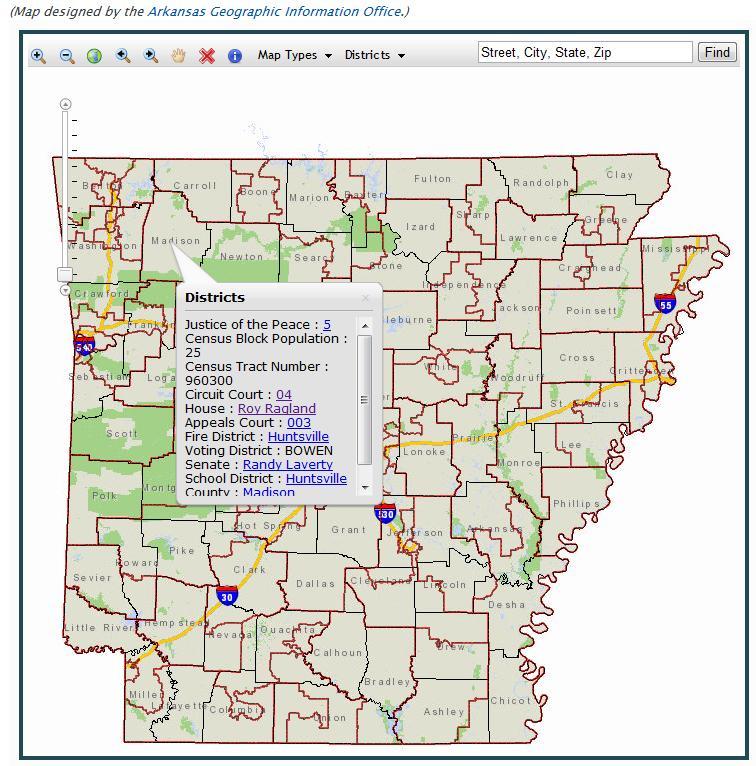 (Map designed by the Arkansas Geographic Information Office.)
Map Types Districts Street, City, State, Zip Find
Clay
Fulton
Randolph
Carroll
Boone
Marion
Baxter
Benton
Greene
Sharp
Izard
Lawrence
Madison
Washington
Mississippi
Newton
Searcy
Stone
Craighead
Independence
Crawford
Jackson
Poinsett
55
Franklin
Cross
White
Woodruff
Crittenden
Sebastian
St. Francis
Scott
Prairie
Lee
Lonoke
Monroe
Polk
Phillips
Hot Spring
Grant
Jefferson
Arkansas
Pike
Howard
Clark
Sevier
Dallas
Cleveland
Lincoln
30
Desha
Little River
Hempstead
Nevada
Ouachita
Drew
Calhoun
Bradley
Miller
Lafayette
Columbia
Union
Ashley
Chicot
Districts
Justice of the Peace : 5
Census Block Population :
25
Census Tract Number :
960300
Circuit Court : 04
House : Roy Ragland
Appeals Court : 003
Fire District : Huntsville
Voting District : BOWEN
Senate : Randy Laverty
School District : Huntsville
County : Madison